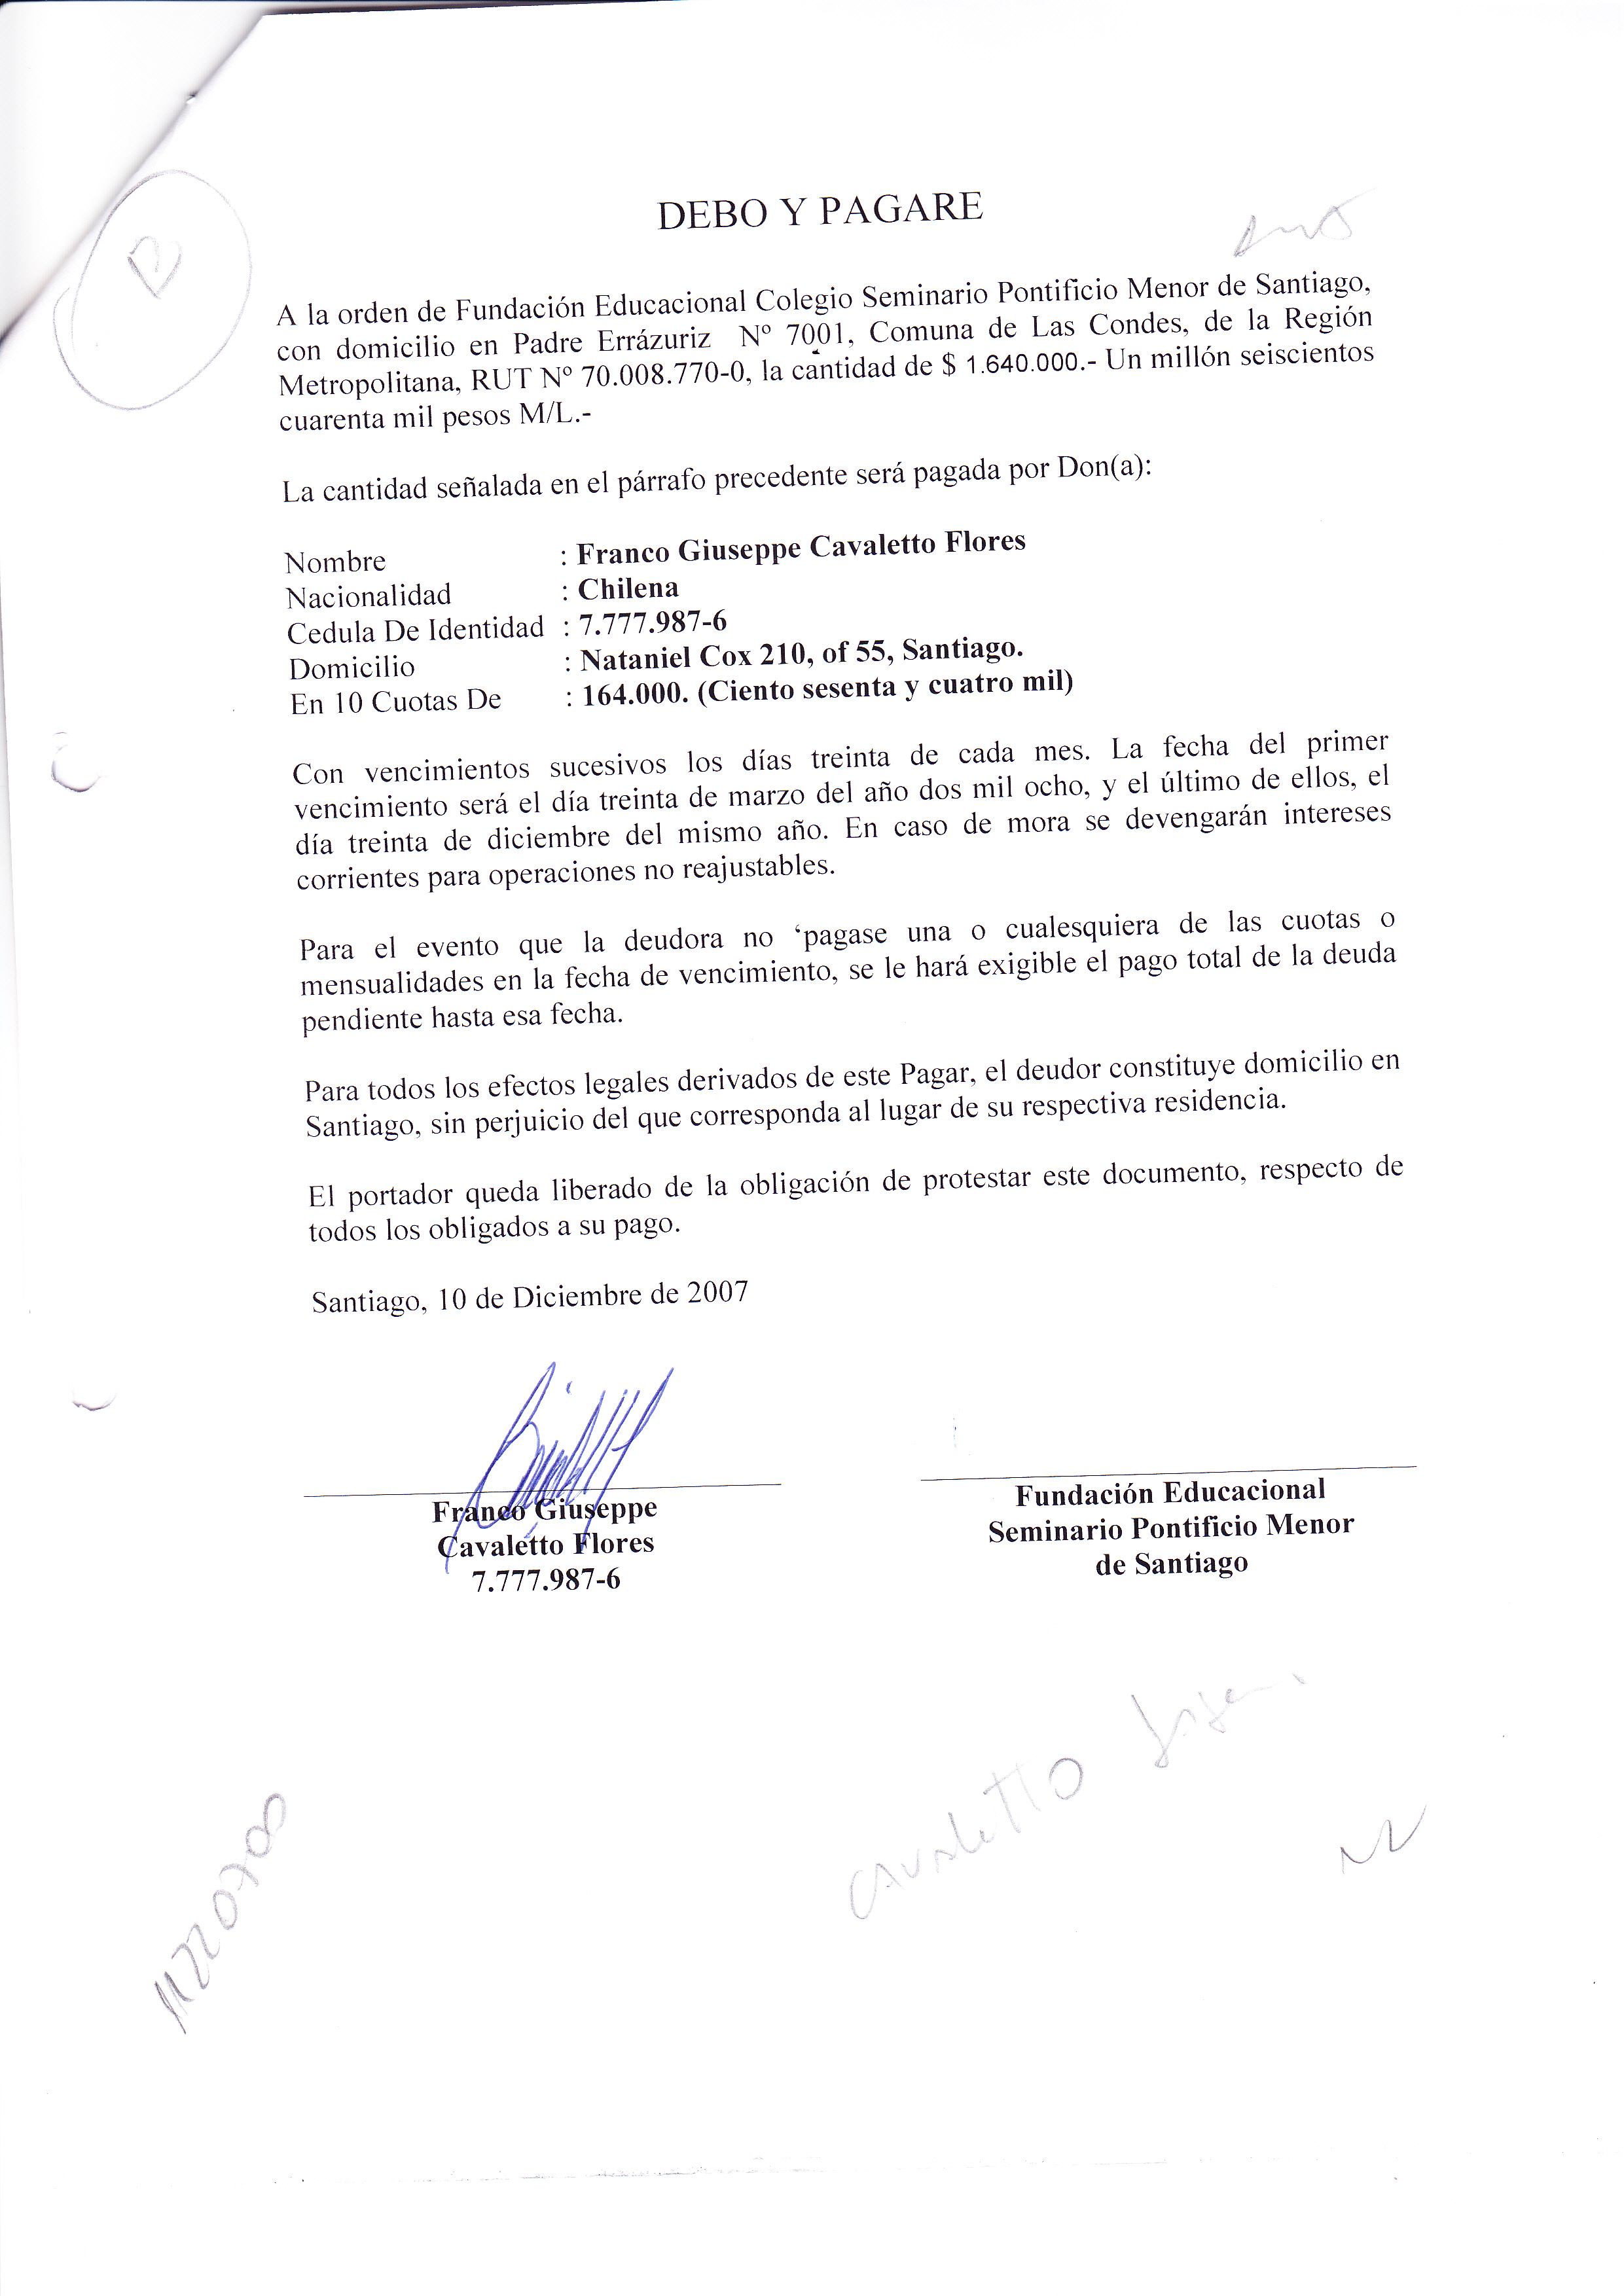 DEBO Y PAGARE
A la orden de Fundación Educacional Colegio Seminario Pontificio Menor de Santiago,
con domicilio en Padre Errázuriz Nº 7001, Comuna de Las Condes, de la Región
Metropolitana, RUT Nº 70.008.770-0, la cantidad de $ 1.640.000.- Un millón seiscientos
cuarenta mil pesos M/L.-
La cantidad señalada en el párrafo precedente será pagada por Don(a):
Nombre : Franco Giuseppe Cavaletto Flores
Nacionalidad : Chilena
Cedula De Identidad : 7.777.987-6
Domicilio : Nataniel Cox 210, of 55, Santiago.
En 10 Cuotas De : 164.000. (Ciento sesenta y cuatro mil)
Con vencimientos sucesivos los días treinta de cada mes. La fecha del primer
vencimiento será el día treinta de marzo del año dos mil ocho, y el último de ellos, el
día treinta de diciembre del mismo año. En caso de mora se devengarán intereses
corrientes para operaciones no reajustables.
Para el evento que la deudora no ‘pagase una o cualesquiera de las cuotas o
mensualidades en la fecha de vencimiento, se le hará exigible el pago total de la deuda
pendiente hasta esa fecha.
Para todos los efectos legales derivados de este Pagar, el deudor constituye domicilio en
Santiago, sin perjuicio del que corresponda al lugar de su respectiva residencia.
El portador queda liberado de la obligación de protestar este documento, respecto de
todos los obligados a su pago.
Santiago, 10 de Diciembre de 2007
Franco Giuseppe
Cavaletto Flores
7.777.987-6
Fundación Educacional
Seminario Pontificio Menor
de Santiago
Cavaletto